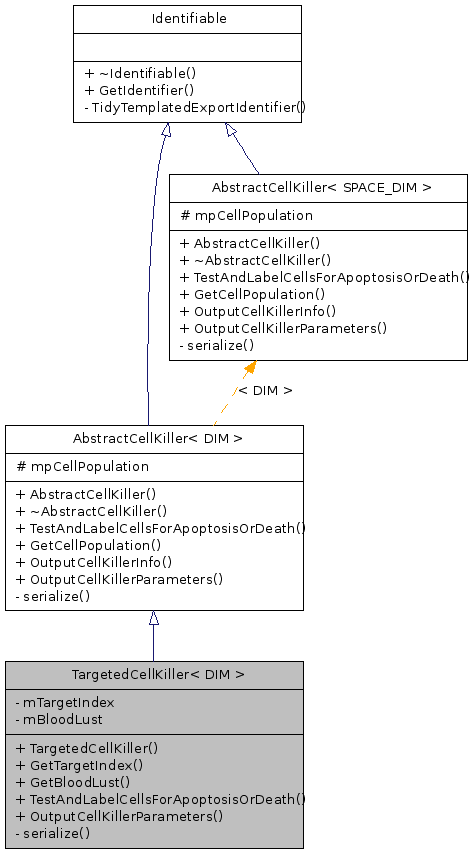 Identifiable
+ ~Identifiable()
+ GetIdentifier()
- TidyTemplatedExportIdentifier()
AbstractCellKiller< SPACE_DIM >
# mpCellPopulation
+ AbstractCellKiller()
+ ~AbstractCellKiller()
+ TestAndLabelCellsForApoptosisOrDeath()
+ GetCellPopulation()
+ OutputCellKillerInfo()
+ OutputCellKillerParameters()
- serialize()
< DIM >
AbstractCellKiller< DIM >
# mpCellPopulation
+ AbstractCellKiller()
+ ~AbstractCellKiller()
+ TestAndLabelCellsForApoptosisOrDeath()
+ GetCellPopulation()
+ OutputCellKillerInfo()
+ OutputCellKillerParameters()
- serialize()
TargetedCellKiller< DIM >
- mTargetIndex
- mBloodLust
+ TargetedCellKiller()
+ GetTargetIndex()
+ GetBloodLust()
+ TestAndLabelCellsForApoptosisOrDeath()
+ OutputCellKillerParameters()
- serialize()